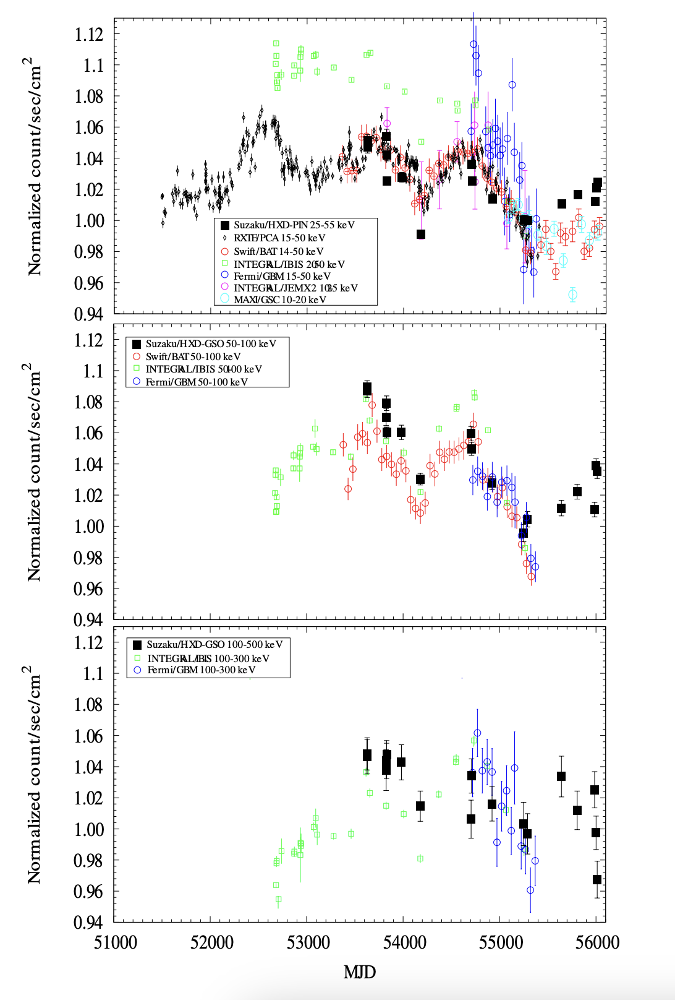 1.12
1.1
1.08
1.06
1.04
1.02
1.00
0.98
0.96
0.94
Normalized count/sec/cm2
Suzaku/HXD-PIN 25-55 keV
RXTE/PCA 15-50 keV
Swift/BAT 14-50 keV
INTEGRAL/IBIS 20-50 keV
Fermi/GBM 15-50 keV
INTEGRAL/JEMX2 10-25 keV
MAXI/GSC 10-20 keV
1.12
1.1
1.08
1.06
1.04
1.02
1.00
0.98
0.96
0.94
Normalized count/sec/cm2
Suzaku/HXD-GSO 50-100 keV
Swift/BAT 50-100 keV
INTEGRAL/IBIS 50-100 keV
Fermi/GBM 50-100 keV
1.12
1.1
1.08
1.06
1.04
1.02
1.00
0.98
0.96
0.94
Normalized count/sec/cm2
Suzaku/HXD-GSO 100-500 keV
INTEGRAL/IBIS 100-300 keV
Fermi/GBM 100-300 keV
51000 52000 53000 54000 55000 56000
MJD